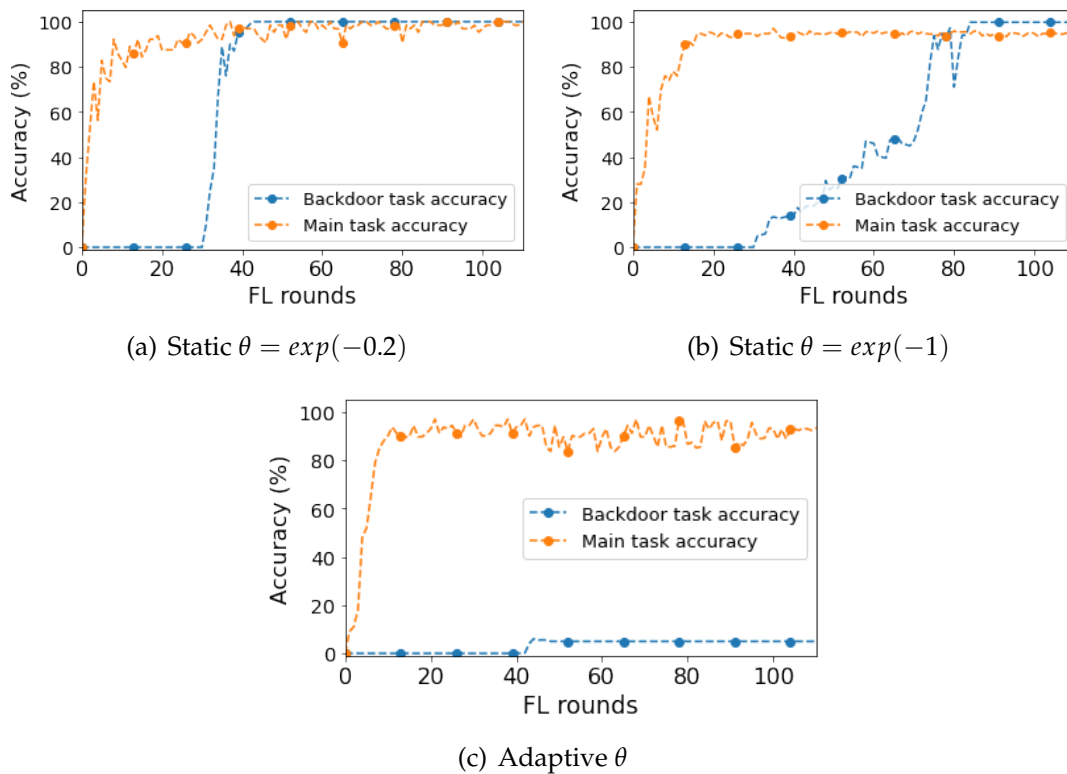 100
80
60
40
20
0
Accuracy (%)
Backdoor task accuracy
Main task accuracy
0 20 40 60 80 100
FL rounds
(a) Static θ = exp(−0.2)
100
80
60
40
20
0
Accuracy (%)
Backdoor task accuracy
Main task accuracy
0 20 40 60 80 100
FL rounds
(b) Static θ = exp(−1)
100
80
60
40
20
0
Accuracy (%)
Backdoor task accuracy
Main task accuracy
0 20 40 60 80 100
FL rounds
(c) Adaptive θ